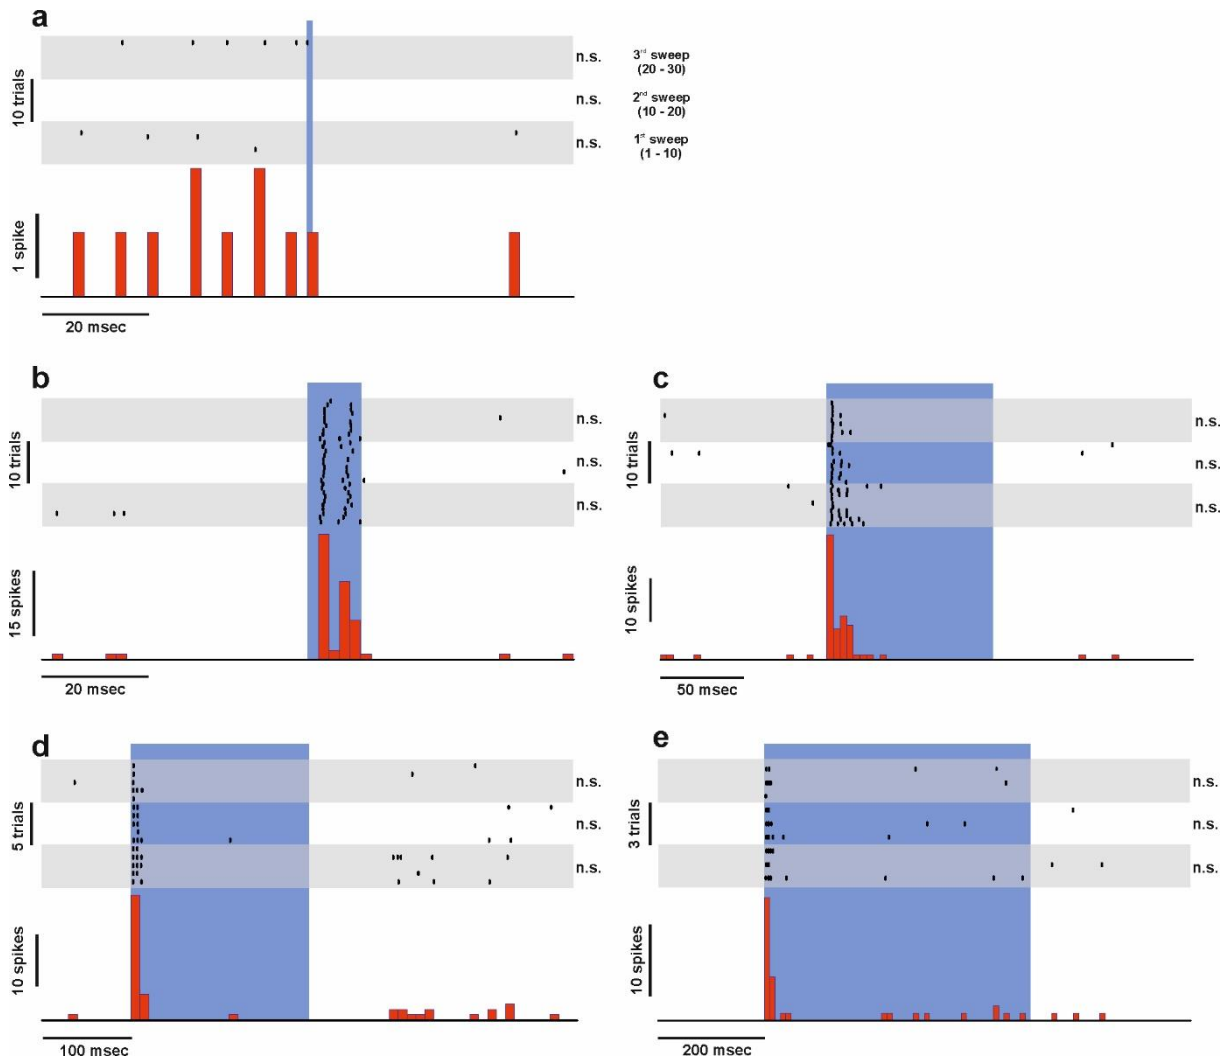 a
n.s.
3rd sweep
(20 - 30)
10 trials
n.s.
2nd sweep
(10 - 20)
n.s.
1st sweep
(1 - 10)
1 spike
20 msec
b
n.s.
10 trials
n.s.
n.s.
15 spikes
20 msec
c
n.s.
10 trials
n.s.
n.s.
10 spikes
50 msec
d
n.s.
5 trials
n.s.
n.s.
10 spikes
100 msec
e
n.s.
3 trials
n.s.
n.s.
10 spikes
200 msec